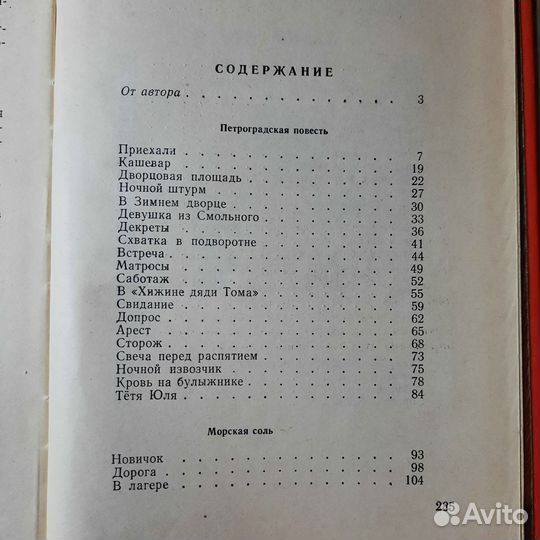 СОДЕРЖАНИЕ
От автора . . . . . . . . . . . . . . 3
Петроградская повесть
Приехали . . . . . . . . . . . . . . 7
Кашевар . . . . . . . . . . . . . . 19
Дворцовая площадь . . . . . . . . . . 22
Ночной штурм . . . . . . . . . . . . 27
В Зимнем дворце . . . . . . . . . . . 30
Девушка из Смольного . . . . . . . . . 33
Декреты . . . . . . . . . . . . . . 36
Схватка в подворотне . . . . . . . . . 41
Встреча . . . . . . . . . . . . . . 44
Матросы . . . . . . . . . . . . . . 49
Саботаж . . . . . . . . . . . . . . 52
В «Хижине дяди Тома» . . . . . . . . . 55
Свидание . . . . . . . . . . . . . . 59
Допрос . . . . . . . . . . . . . . 62
Арест . . . . . . . . . . . . . . 65
Сторож . . . . . . . . . . . . . . 68
Свеча перед распятием . . . . . . . . . 73
Ночной извозчик . . . . . . . . . . . 75
Кровь на булыжнике . . . . . . . . . . 78
Тётя Юля . . . . . . . . . . . . . . 84
Морская соль
Новичок . . . . . . . . . . . . . . 93
Дорога . . . . . . . . . . . . . . 98
В лагере . . . . . . . . . . . . . . 104
Avito